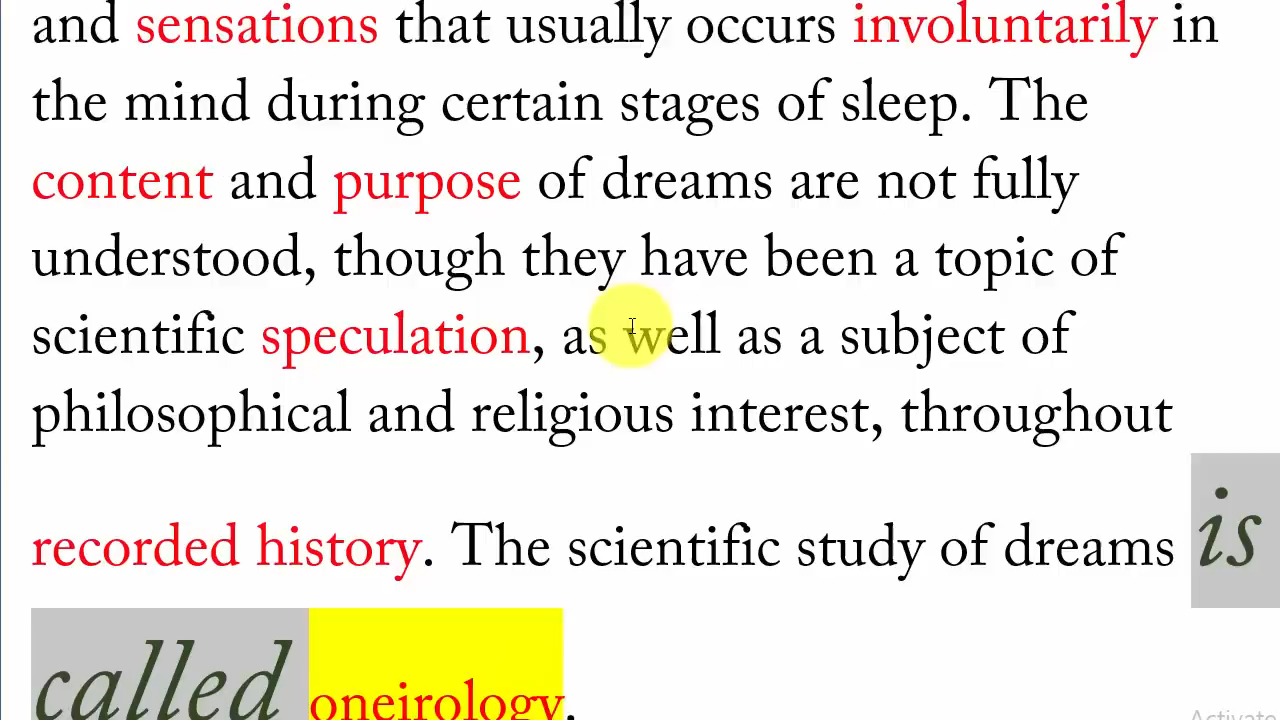 and sensations that usually occurs involuntarily in
the mind during certain stages of sleep. The
content and purpose of dreams are not fully
understood, though they have been a topic of
scientific speculation, as well as a subject of
philosophical and religious interest, throughout
recorded history. The scientific study of dreams is
called oneirology.
Activate